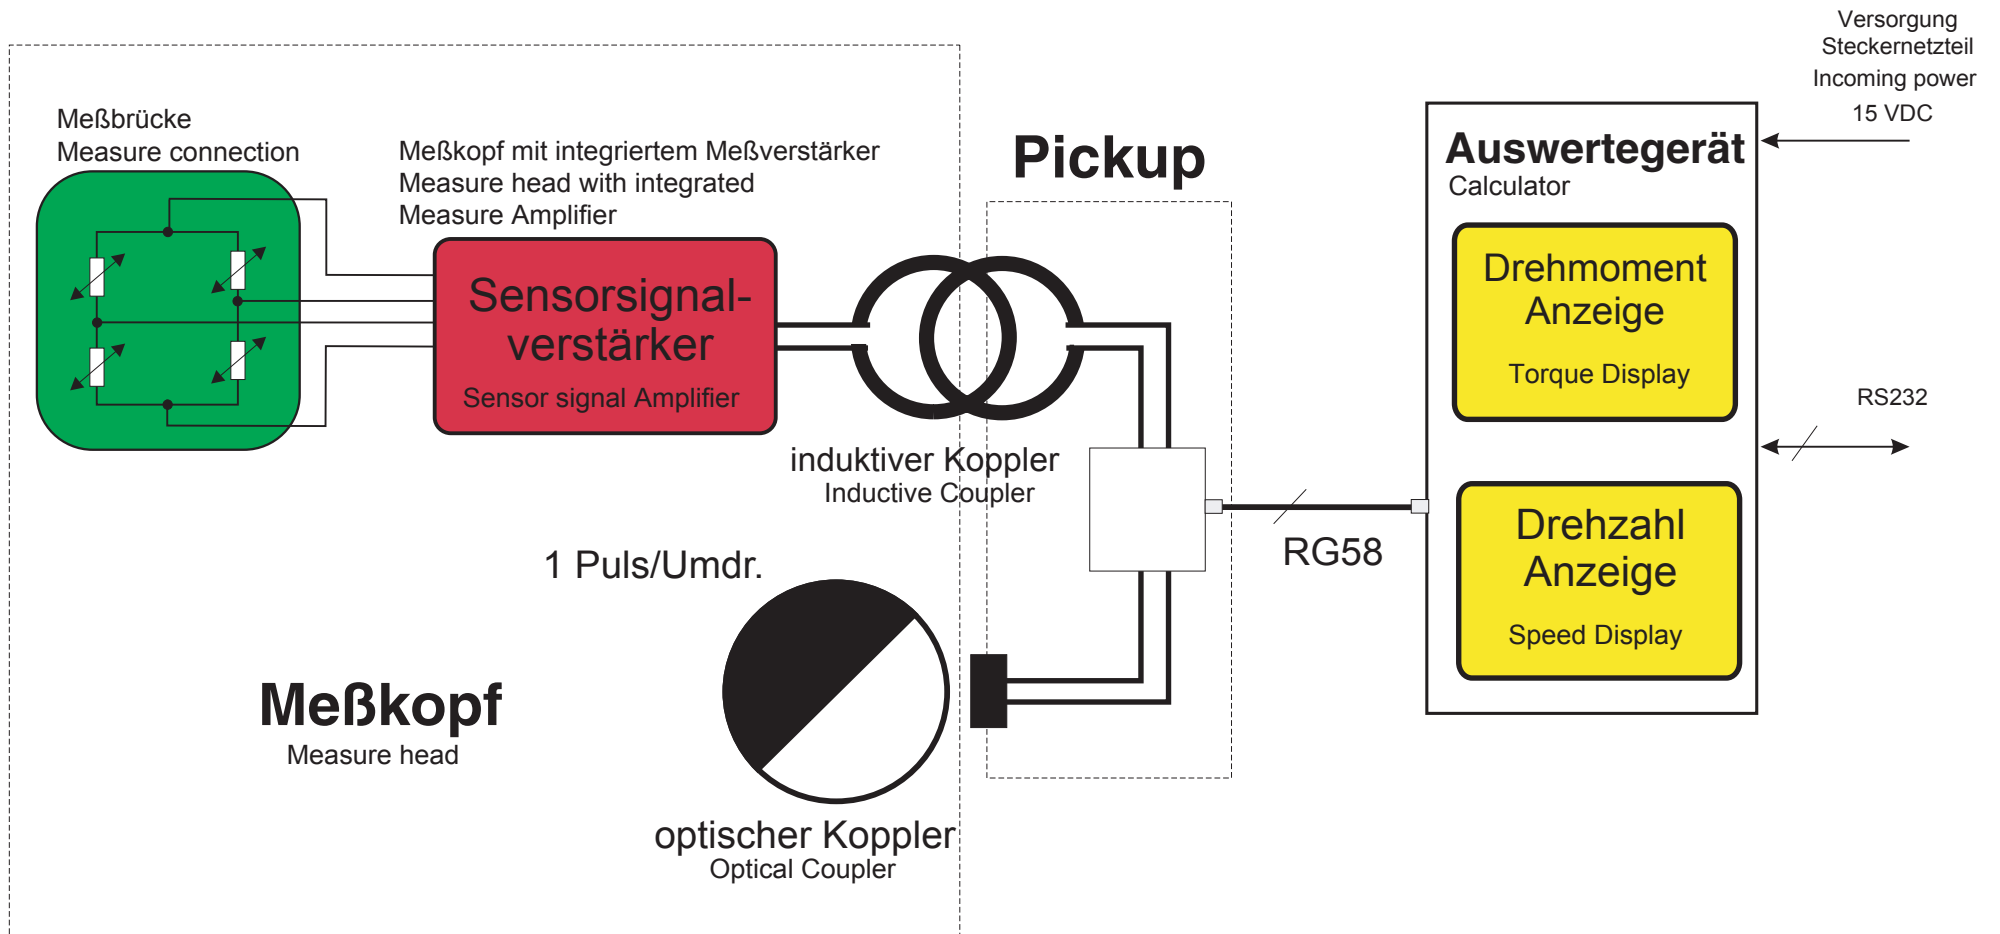 Versorgung
Steckernetzteil
Incoming power
15 VDC
Meßbrücke
Measure connection
Meßkopf mit integriertem Meßverstärker
Measure head with integrated
Measure Amplifier
Pickup
Auswertegerät
Calculator
Sensorsignal-
verstärker
Sensor signal Amplifier
Drehmoment
Anzeige
Torque Display
RS232
induktiver Koppler
Inductive Coupler
1 Puls/Umdr.
RG58
Drehzahl
Anzeige
Speed Display
Meßkopf
Measure head
optischer Koppler
Optical Coupler